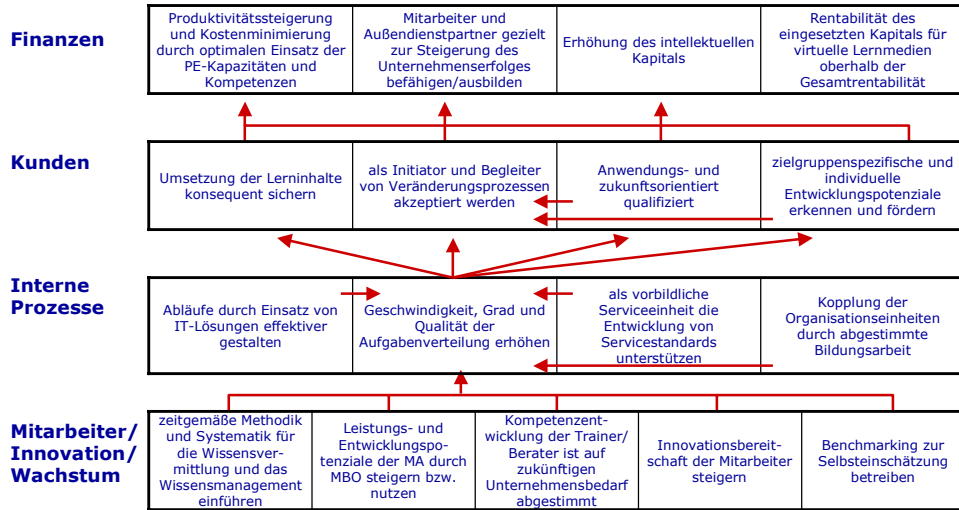 Finanzen
Produktivitätssteigerung
und Kostenminimierung
durch optimalen Einsatz der
PE-Kapazitäten und
Kompetenzen
Mitarbeiter und
Außendienstpartner gezielt
zur Steigerung des
Unternehmenserfolges
befähigen/ausbilden
Erhöhung des intellektuellen
Kapitals
Rentabilität des
eingesetzten Kapitals für
virtuelle Lernmedien
oberhalb der
Gesamtrentabilität
Kunden
Umsetzung der Lerninhalte
konsequent sichern
als Initiator und Begleiter
von Veränderungsprozessen
akzeptiert werden
Anwendungs- und
zukunftsorientiert
qualifiziert
zielgruppenspezifische und
individuelle
Entwicklungspotenziale
erkennen und fördern
Interne
Prozesse
Abläufe durch Einsatz von
IT-Lösungen effektiver
gestalten
Geschwindigkeit, Grad und
Qualität der
Aufgabenverteilung erhöhen
als vorbildliche
Serviceeinheit die
Entwicklung von
Servicestandards
unterstützen
Kopplung der
Organisationseinheiten
durch abgestimmte
Bildungsarbeit
Mitarbeiter/
Innovation/
Wachstum
zeitgemäße Methodik
und Systematik für
die Wissensver-
mittlung und das
Wissensmanagement
einführen
Leistungs- und
Entwicklungspo-
tenziale der MA durch
MBO steigern bzw.
nutzen
Kompetenzent-
wicklung der Trainer/
Berater ist auf
zukünftigen
Unternehmensbedarf
abgestimmt
Innovationsbereit-
schaft der Mitarbeiter
steigern
Benchmarking zur
Selbsteinschätzung
betreiben